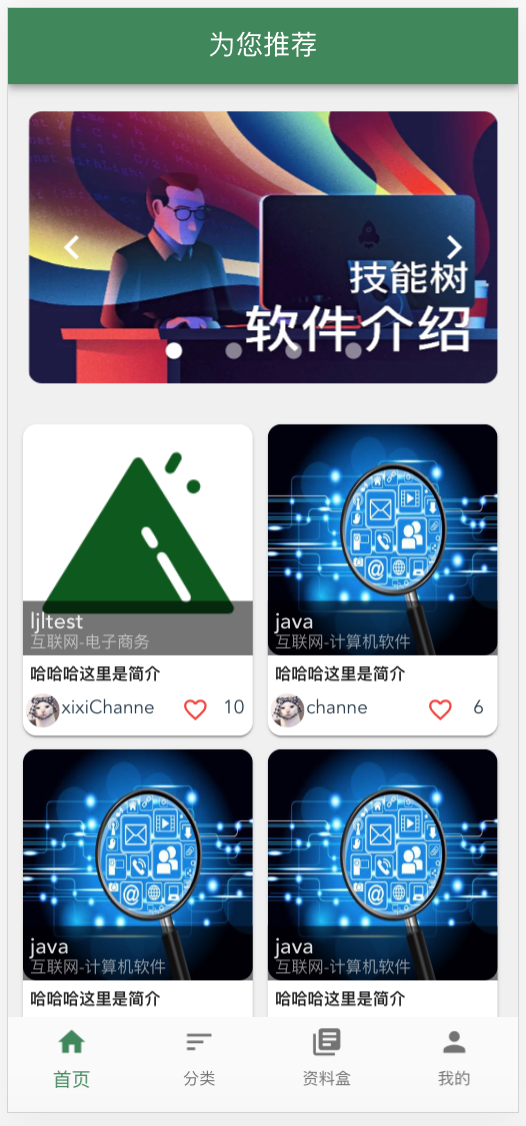 为您推荐
技能树
软件介绍
ljltest
互联网-电子商务
哈哈哈这里是简介
xixiChanne
10
java
互联网-计算机软件
哈哈哈这里是简介
channe
6
java
互联网-计算机软件
哈哈哈这里是简介
java
互联网-计算机软件
哈哈哈这里是简介
首页
分类
资料盒
我的